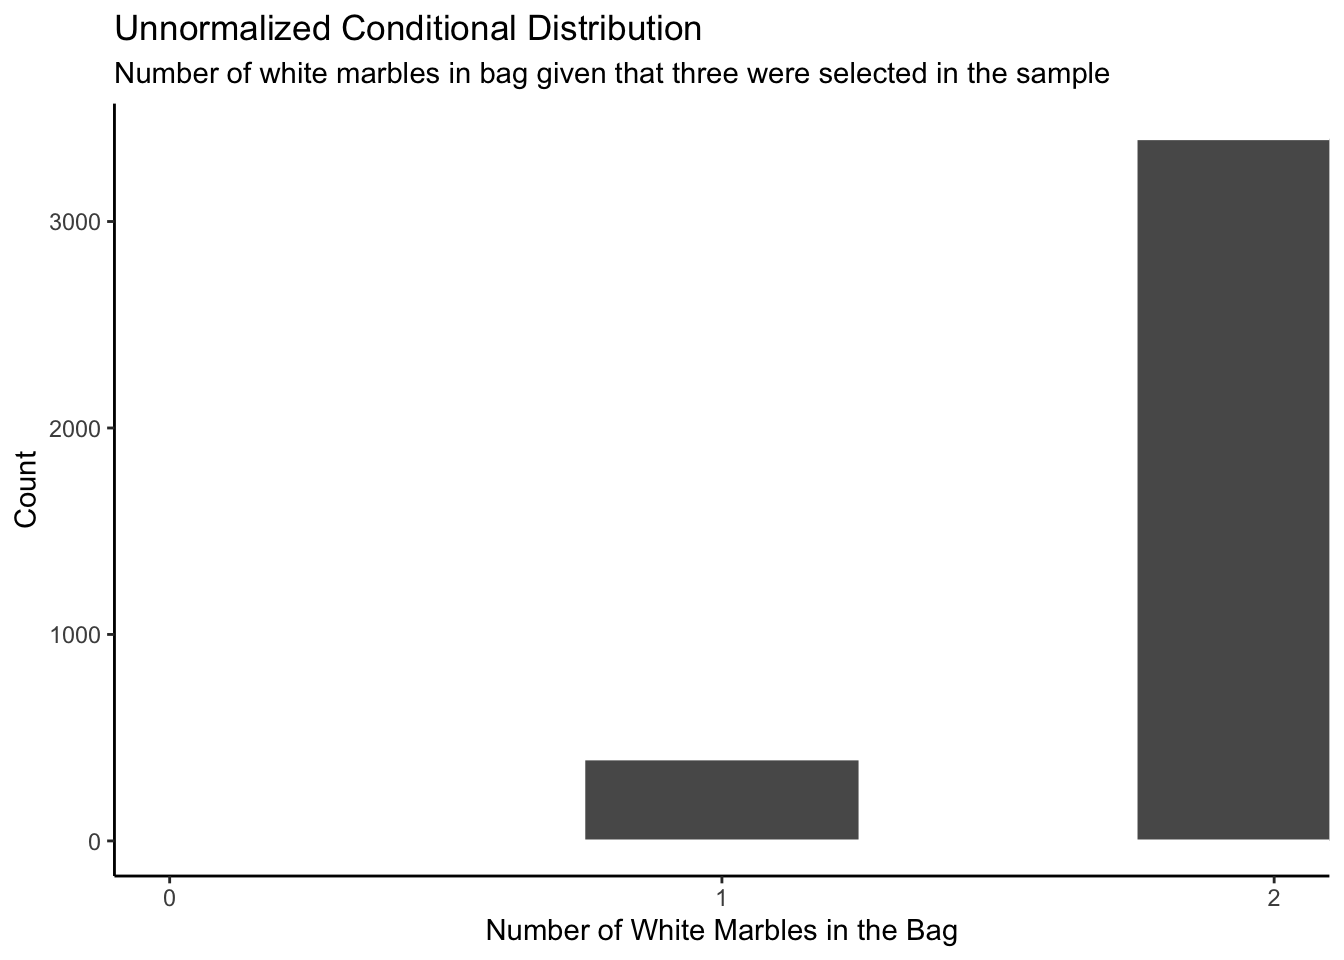 Unnormalized Conditional Distribution
Number of white marbles in bag given that three were selected in the sample
3000
2000
1000
0
Count
0
1
2
Number of White Marbles in the Bag